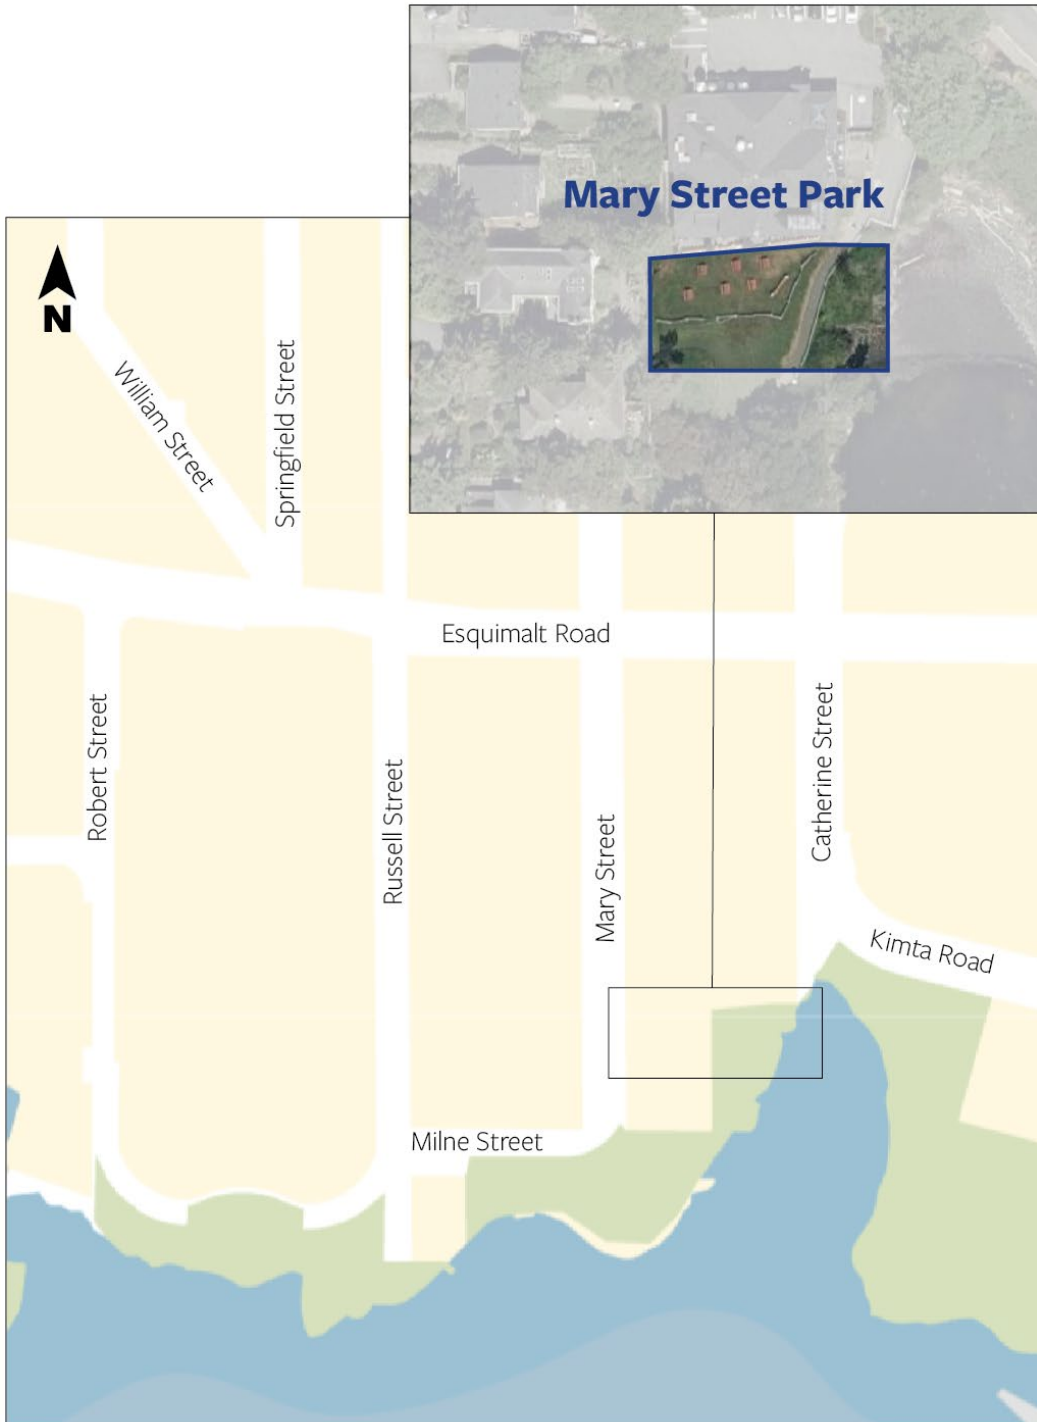 Mary Street Park
N
William Street
Springfield Street
Esquimalt Road
Robert Street
Russell Street
Mary Street
Catherine Street
Kimta Road
Milne Street